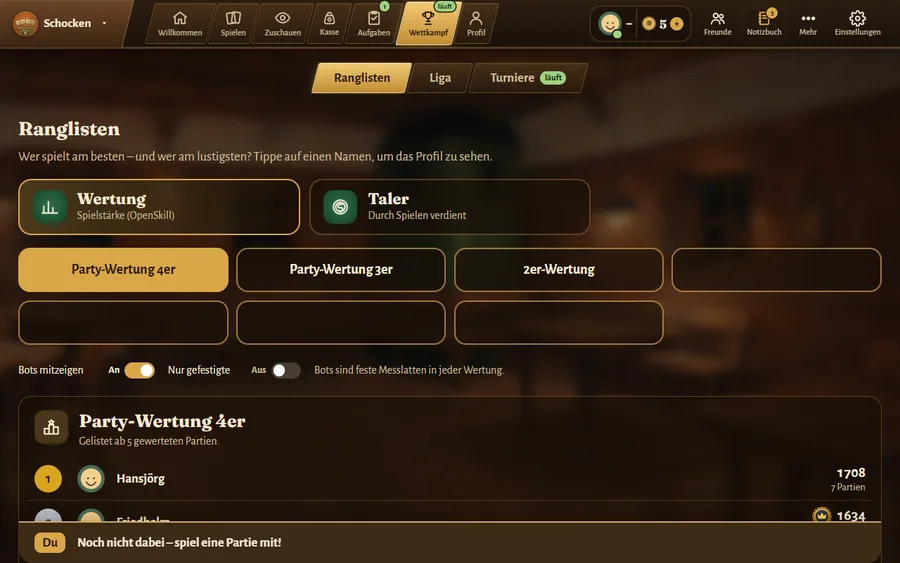 Schocken
Willkommen
Spielen
Zuschauen
Kasse
1
Aufgaben
läuft
Wettkampf
Profil
–
5
Freunde
3
Notizbuch
Mehr
Einstellungen
Ranglisten
Liga
Turniere läuft
Ranglisten
Wer spielt am besten – und wer am lustigsten? Tippe auf einen Namen, um das Profil zu sehen.
Wertung
Spielstärke (OpenSkill)
Taler
Durch Spielen verdient
Party-Wertung 4er
Party-Wertung 3er
2er-Wertung
Bots mitzeigen An Nur gefestigte Aus Bots sind feste Messlatten in jeder Wertung.
Party-Wertung 4er
Gelistet ab 5 gewerteten Partien.
1 Hansjörg 1708
7 Partien
2 Friedhelm 1634
Du Noch nicht dabei – spiel eine Partie mit!